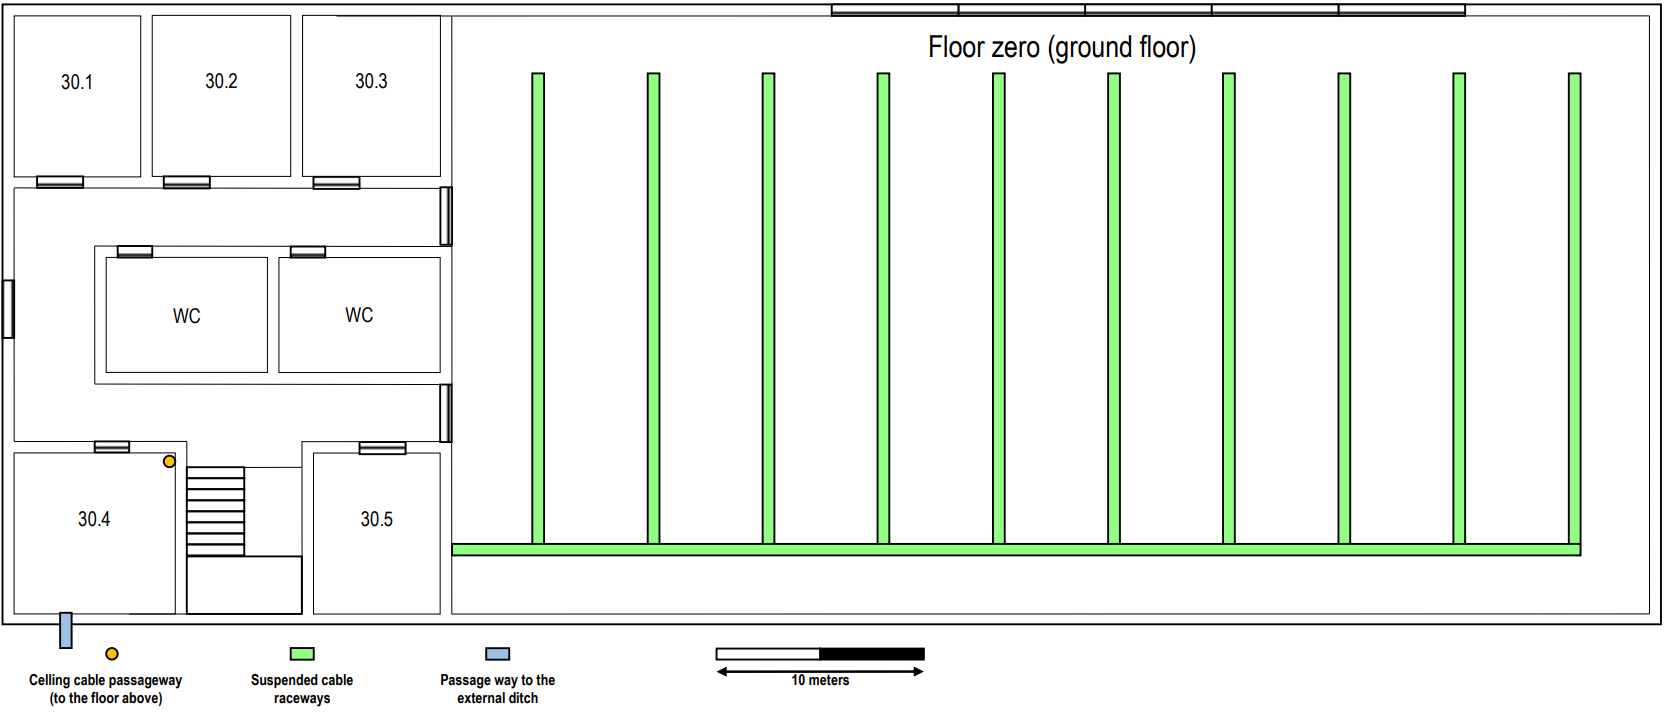 Floor zero (ground floor)
30.1
30.2
30.3
WC
WC
30.4
30.5
Celling cable passageway
(to the floor above)
Suspended cable
raceways
Passage way to the
external ditch
10 meters